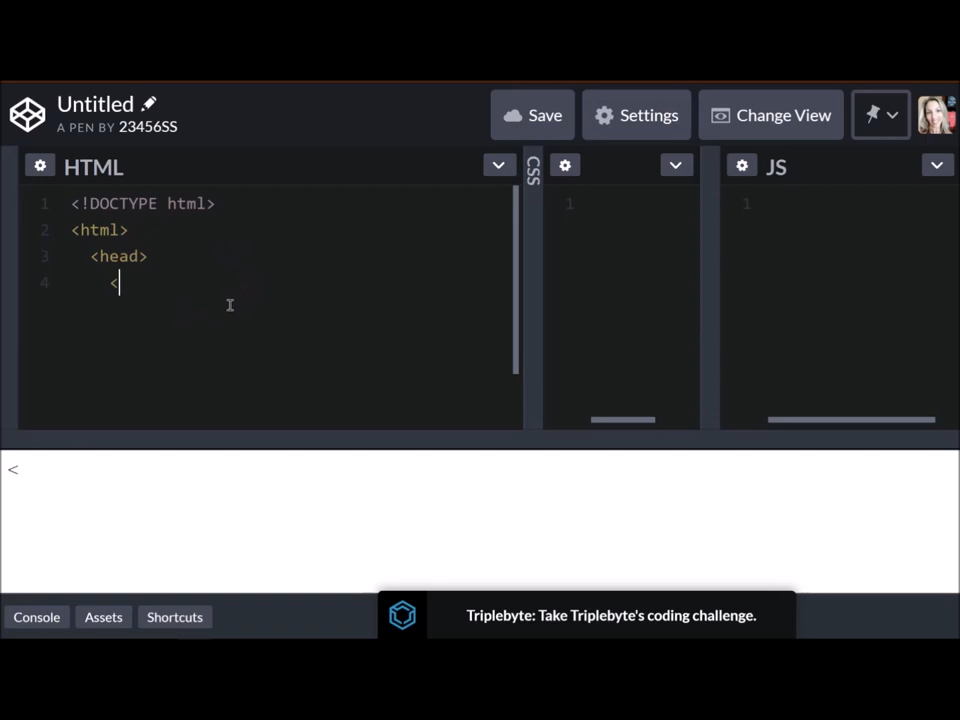 Untitled
A PEN BY 23456SS
Save
Settings
Change View
HTML
CSS
JS
1 <!DOCTYPE html>
2 <html>
3 <head>
4 <
1
1
<
Console
Assets
Shortcuts
Triplebyte: Take Triplebyte's coding challenge.